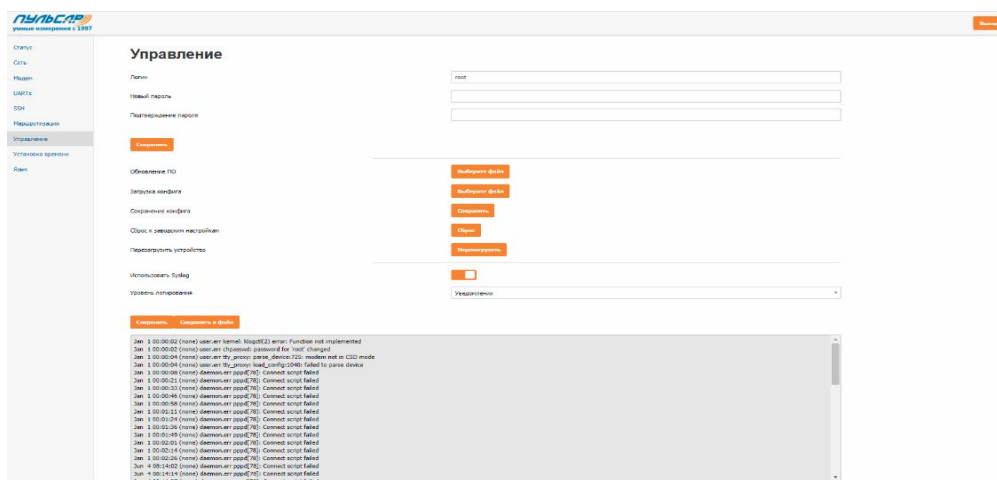 ПУЛЬСАР
умные измерения с 1997
Статус
Сеть
Модем
UARTs
SSH
Маршрутизация
Управление
Установка времени
Язык
Управление
Логин
root
Новый пароль
Подтверждение пароля
Сохранить
Обновление ПО
Выберите файл
Загрузка конфига
Выберите файл
Сохранение конфига
Сохранить
Сброс к заводским настройкам
Сброс
Перезагрузить устройство
Перезагрузить
Использовать Syslog
Уровень логирования
Уведомления
Сохранить Сохранить в файл
Jan 1 00:00:02 (none) user.err kernel: klogctl(2) error: Function not implemented
Jan 1 00:00:02 (none) user.err chpasswd: password for 'root' changed
Jan 1 00:00:04 (none) user.err tty_proxy: parse_device:725: modem not in CSD mode
Jan 1 00:00:04 (none) user.err tty_proxy: load_config:1040: failed to parse device
Jan 1 00:00:08 (none) daemon.err pppd[78]: Connect script failed
Jan 1 00:00:21 (none) daemon.err pppd[78]: Connect script failed
Jan 1 00:00:33 (none) daemon.err pppd[78]: Connect script failed
Jan 1 00:00:46 (none) daemon.err pppd[78]: Connect script failed
Jan 1 00:00:58 (none) daemon.err pppd[78]: Connect script failed
Jan 1 00:01:11 (none) daemon.err pppd[78]: Connect script failed
Jan 1 00:01:24 (none) daemon.err pppd[78]: Connect script failed
Jan 1 00:01:36 (none) daemon.err pppd[78]: Connect script failed
Jan 1 00:01:49 (none) daemon.err pppd[78]: Connect script failed
Jan 1 00:02:01 (none) daemon.err pppd[78]: Connect script failed
Jan 1 00:02:14 (none) daemon.err pppd[78]: Connect script failed
Jan 1 00:02:26 (none) daemon.err pppd[78]: Connect script failed
Jun 4 08:14:02 (none) daemon.err pppd[78]: Connect script failed
Jun 4 08:14:14 (none) daemon.err pppd[78]: Connect script failed